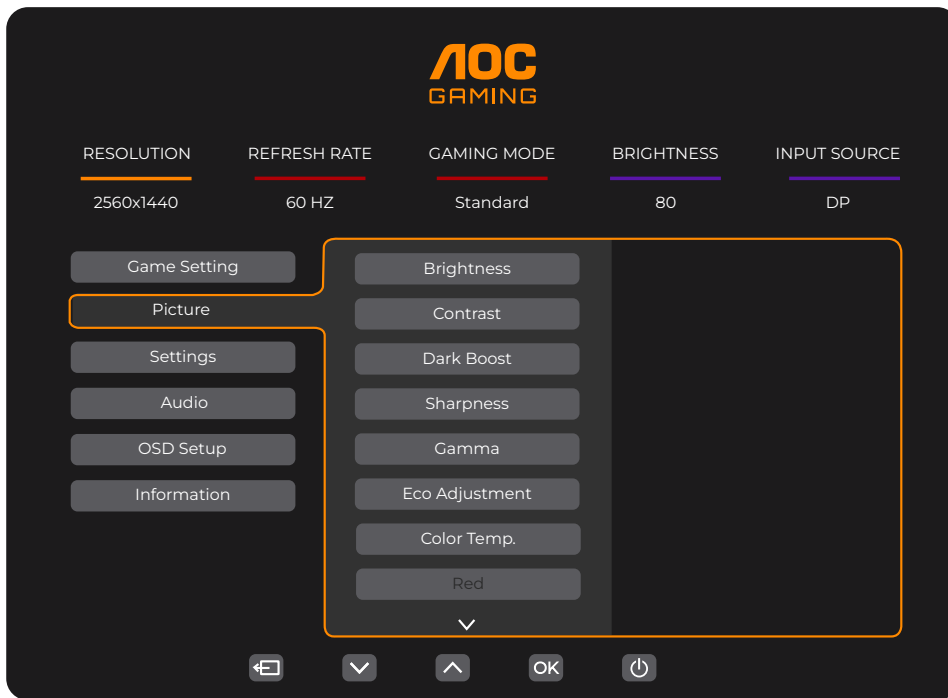 AOC
GAMING
RESOLUTION REFRESH RATE GAMING MODE BRIGHTNESS INPUT SOURCE
2560x1440 60 HZ Standard 80 DP
Game Setting
Picture
Settings
Audio
OSD Setup
Information
Brightness
Contrast
Dark Boost
Sharpness
Gamma
Eco Adjustment
Color Temp.
Red
OK